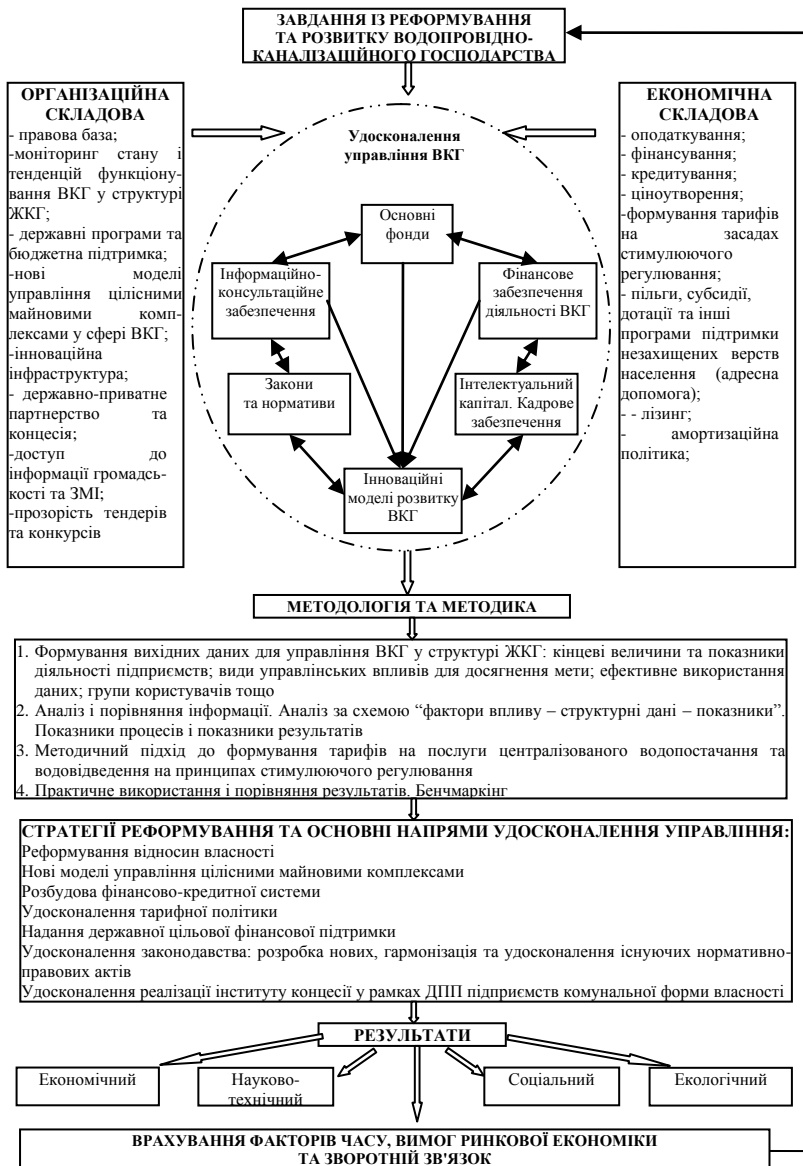 ЗАВДАННЯ ІЗ РЕФОРМУВАННЯ
ТА РОЗВИТКУ ВОДОПРОВІДНО-
КАНАЛІЗАЦІЙНОГО ГОСПОДАРСТВА
ОРГАНІЗАЦІЙНА
СКЛАДОВА
- правова база;
-моніторинг стану і
тенденцій функціону-
вання ВКГ у структурі
ЖКГ;
- державні програми та
бюджетна підтримка;
-нові моделі
управління цілісними
майновими комп-
лексами у сфері ВКГ;
-інноваційна
інфраструктура;
- державно-приватне
партнерство та
концесія;
-доступ до
інформації громадсь-
кості та ЗМІ;
-прозорість тендерів
та конкурсів
Удосконалення
управління ВКГ
Основні
фонди
Інформаційно-
консультаційне
забезпечення
Фінансове
забезпечення
діяльності ВКГ
Закони
та нормативи
Інтелектуальний
капітал. Кадрове
забезпечення
Інноваційні
моделі розвитку
ВКГ
ЕКОНОМІЧНА
СКЛАДОВА
- оподаткування;
- фінансування;
- кредитування;
- ціноутворення;
-формування тарифів
на засадах
стимулюючого
регулювання;
- пільги, субсидії,
дотації та інші
програми підтримки
незахищених верств
населення (адресна
допомога);
- - лізинг;
- амортизаційна
політика;
МЕТОДОЛОГІЯ ТА МЕТОДИКА
1. Формування вихідних даних для управління ВКГ у структурі ЖКГ: кінцеві величини та показники
діяльності підприємств; види управлінських впливів для досягнення мети; ефективне використання
даних; групи користувачів тощо
2. Аналіз і порівняння інформації. Аналіз за схемою “фактори впливу – структурні дані – показники”.
Показники процесів і показники результатів
3. Методичний підхід до формування тарифів на послуги централізованого водопостачання та
водовідведення на принципах стимулюючого регулювання
4. Практичне використання і порівняння результатів. Бенчмаркінг
СТРАТЕГІЇ РЕФОРМУВАННЯ ТА ОСНОВНІ НАПРЯМИ УДОСКОНАЛЕННЯ УПРАВЛІННЯ:
Реформування відносин власності
Нові моделі управління цілісними майновими комплексами
Розбудова фінансово-кредитної системи
Удосконалення тарифної політики
Надання державної цільової фінансової підтримки
Удосконалення законодавства: розробка нових, гармонізація та удосконалення існуючих нормативно-
правових актів
Удосконалення реалізації інституту концесії у рамках ДПП підприємств комунальної форми власності
РЕЗУЛЬТАТИ
Економічний
Науково-
технічний
Соціальний
Екологічний
ВРАХУВАННЯ ФАКТОРІВ ЧАСУ, ВИМОГ РИНКОВОЇ ЕКОНОМІКИ
ТА ЗВОРОТНІЙ ЗВ'ЯЗОК